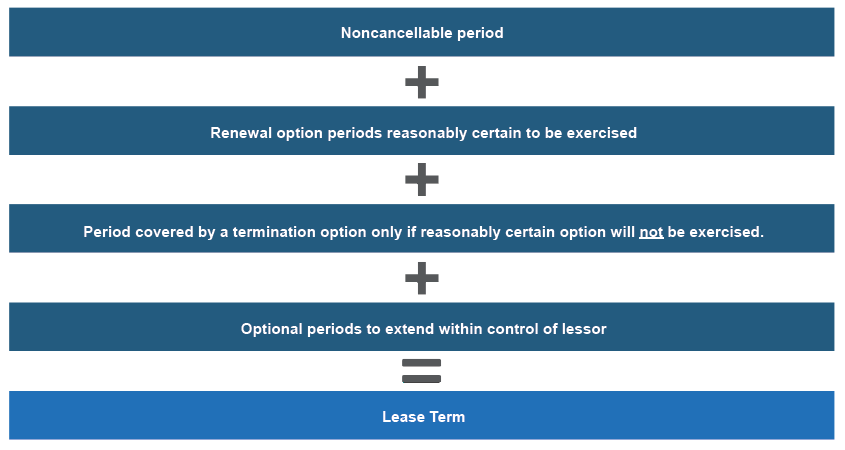 Noncancellable period
+
Renewal option periods reasonably certain to be exercised
+
Period covered by a termination option only if reasonably certain option will not be exercised.
+
Optional periods to extend within control of lessor
=
Lease Term